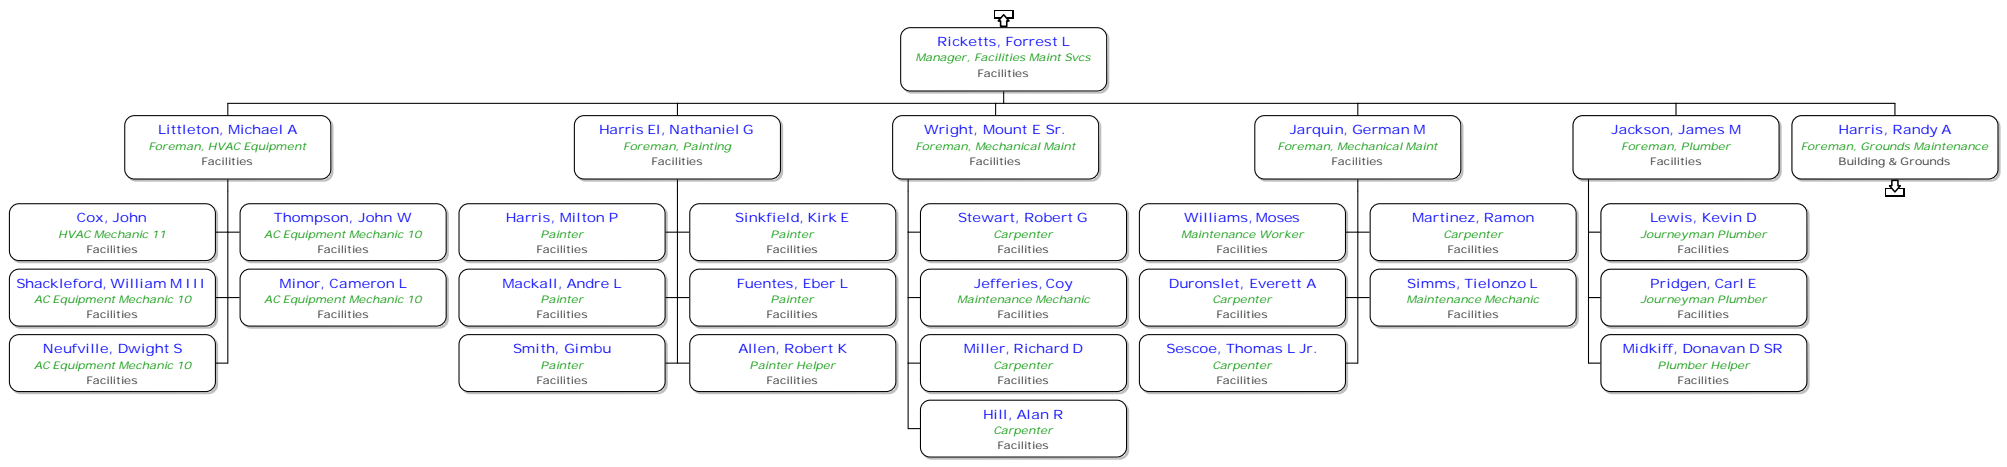 Ricketts, Forrest L
Manager, Facilities Maint Svcs
Facilities
Littleton, Michael A
Foreman, HVAC Equipment
Facilities
Harris El, Nathaniel G
Foreman, Painting
Facilities
Wright, Mount E Sr.
Foreman, Mechanical Maint
Facilities
Jarquin, German M
Foreman, Mechanical Maint
Facilities
Jackson, James M
Foreman, Plumber
Facilities
Harris, Randy A
Foreman, Grounds Maintenance
Building & Grounds
Cox, John
HVAC Mechanic 11
Facilities
Thompson, John W
AC Equipment Mechanic 10
Facilities
Shackleford, William M III
AC Equipment Mechanic 10
Facilities
Minor, Cameron L
AC Equipment Mechanic 10
Facilities
Neufville, Dwight S
AC Equipment Mechanic 10
Facilities
Harris, Milton P
Painter
Facilities
Sinkfield, Kirk E
Painter
Facilities
Mackall, Andre L
Painter
Facilities
Fuentes, Eber L
Painter
Facilities
Smith, Gimbu
Painter
Facilities
Allen, Robert K
Painter Helper
Facilities
Stewart, Robert G
Carpenter
Facilities
Jefferies, Coy
Maintenance Mechanic
Facilities
Miller, Richard D
Carpenter
Facilities
Hill, Alan R
Carpenter
Facilities
Williams, Moses
Maintenance Worker
Facilities
Martinez, Ramon
Carpenter
Facilities
Duronslet, Everett A
Carpenter
Facilities
Simms, Tielonzo L
Maintenance Mechanic
Facilities
Sescoe, Thomas L Jr.
Carpenter
Facilities
Lewis, Kevin D
Journeyman Plumber
Facilities
Pridgen, Carl E
Journeyman Plumber
Facilities
Midkiff, Donavan D SR
Plumber Helper
Facilities